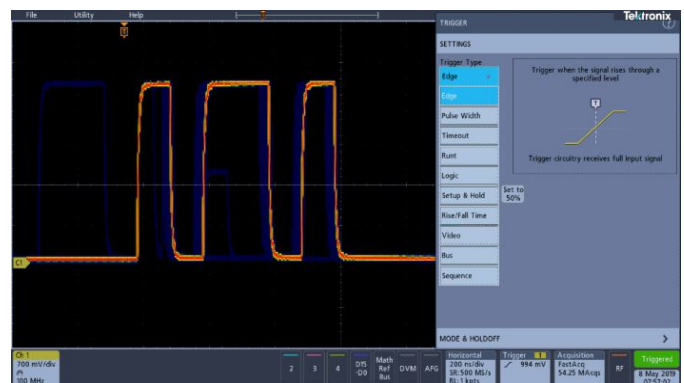 File Utility Help
Tektronix
TRIGGER
?
SETTINGS
Trigger Type
Edge
Edge
Pulse Width
Timeout
Runt
Logic
Setup & Hold
Rise/Fall Time
Video
Bus
Sequence
Trigger when the signal rises through a
specified level
T
Trigger circuitry receives full input signal
Set to
50%
MODE & HOLDOFF
T
C1
Ch 1
700 mV/div
100 MHz
2
3
4
D15
-D0
Math
Ref
Bus
DVM
AFG
Horizontal
200 ns/div
SR: 500 MS/s
RL: 1 kpts
Trigger 1
994 mV
Acquisition
FastAcq
54.25 MAcqs
RF
Triggered
8 May 2019